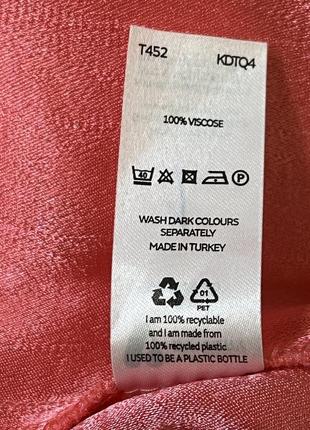 T452 KDTQ4
100% VISCOSE
40 P
WASH DARK COLOURS
SEPARATELY
MADE IN TURKEY
01
PET
I am 100% recyclable
and I am made from
100% recycled plastic
I USED TO BE A PLASTIC BOTTLE